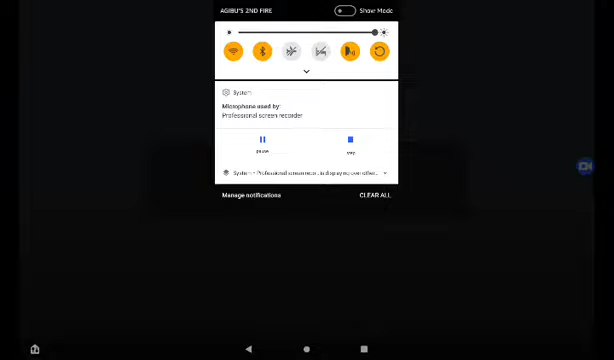 AGIBU'S 2ND FIRE
Show Mode
System
Microphone used by:
Professional screen recorder
pause
stop
System • Professional screen recor.. is displaying over other..
Manage notifications
CLEAR ALL